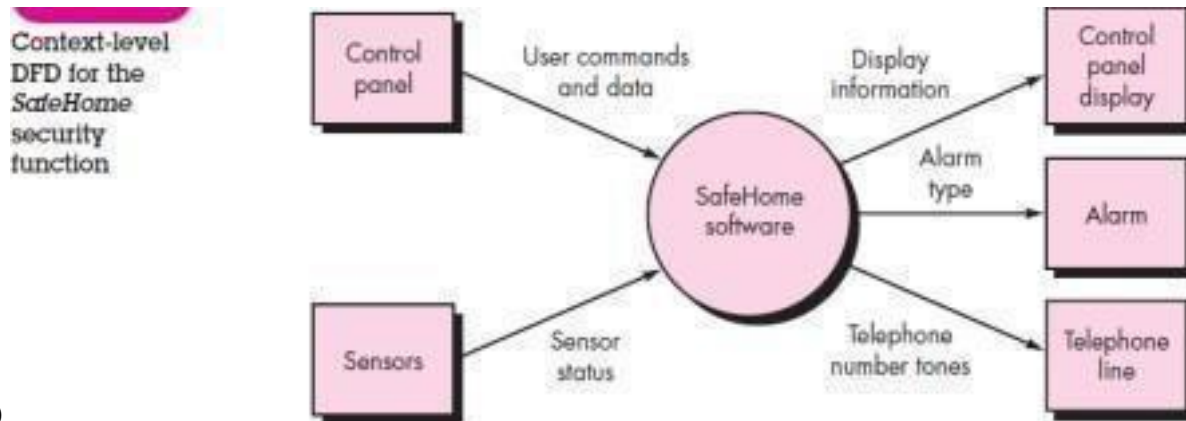 Context-level
DFD for the
SafeHome
security
function
Control
panel
User commands
and data
Display
information
Control
panel
display
SafeHome
software
Alarm
type
Alarm
Sensors
Sensor
status
Telephone
number tones
Telephone
line
)